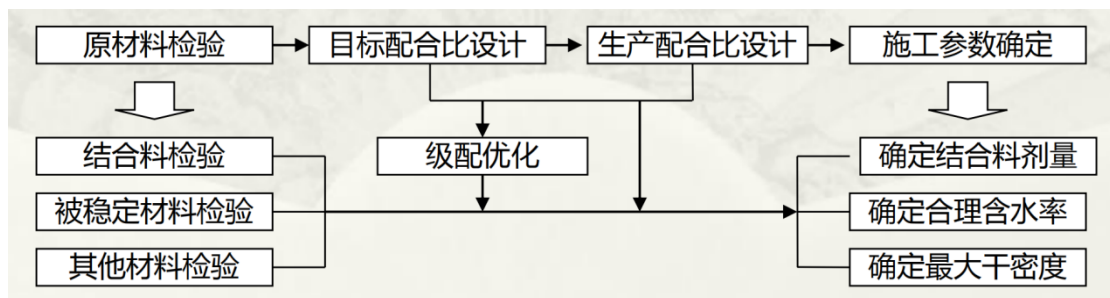 原材料检验
目标配合比设计
生产配合比设计
施工参数确定
结合料检验
级配优化
确定结合料剂量
被稳定材料检验
确定合理含水率
其他材料检验
确定最大干密度